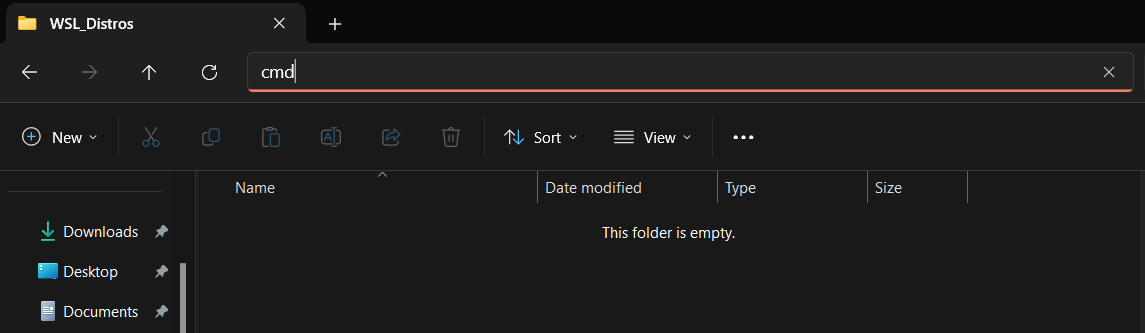 WSL_Distros
cmd
New
Sort
View
Name Date modified Type Size
This folder is empty.
Downloads
Desktop
Documents